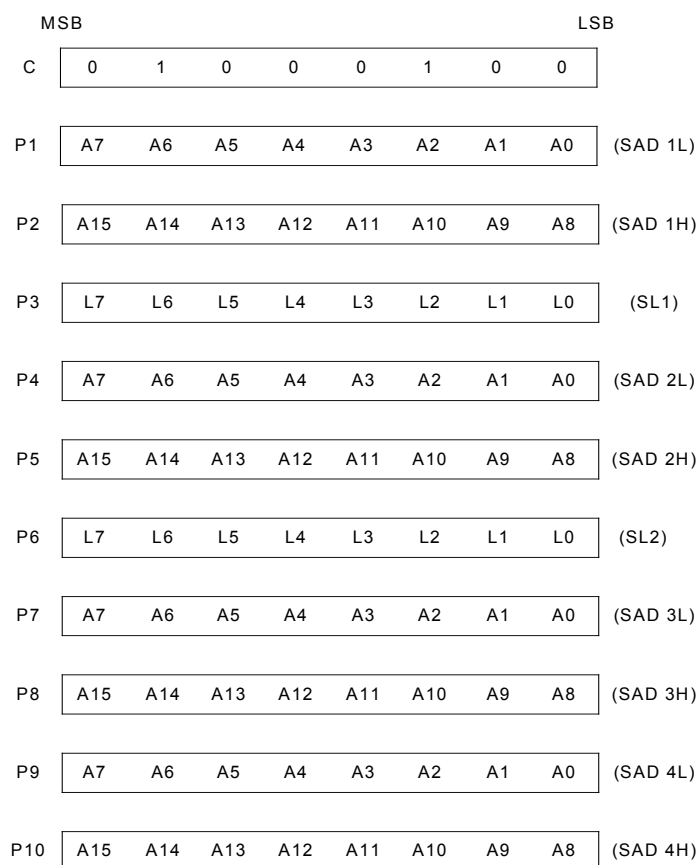 MSB LSB
C 0 1 0 0 0 1 0 0
P1 A7 A6 A5 A4 A3 A2 A1 A0 (SAD 1L)
P2 A15 A14 A13 A12 A11 A10 A9 A8 (SAD 1H)
P3 L7 L6 L5 L4 L3 L2 L1 L0 (SL1)
P4 A7 A6 A5 A4 A3 A2 A1 A0 (SAD 2L)
P5 A15 A14 A13 A12 A11 A10 A9 A8 (SAD 2H)
P6 L7 L6 L5 L4 L3 L2 L1 L0 (SL2)
P7 A7 A6 A5 A4 A3 A2 A1 A0 (SAD 3L)
P8 A15 A14 A13 A12 A11 A10 A9 A8 (SAD 3H)
P9 A7 A6 A5 A4 A3 A2 A1 A0 (SAD 4L)
P10 A15 A14 A13 A12 A11 A10 A9 A8 (SAD 4H)